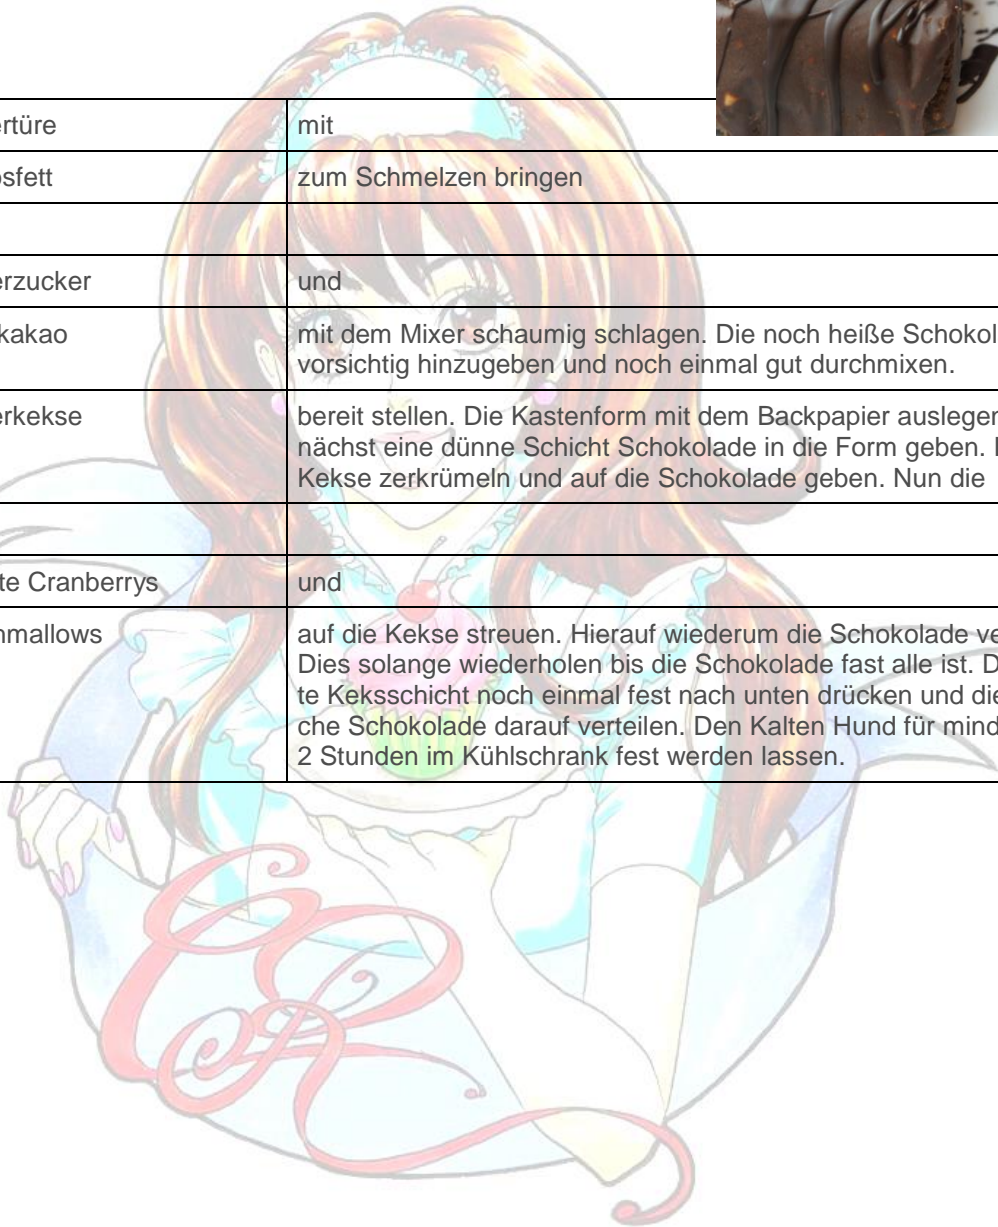 rtüre mit
sfett zum Schmelzen bringen
erzucker und
kakao mit dem Mixer schaumig schlagen. Die noch heiße Schokol
vorsichtig hinzugeben und noch einmal gut durchmixen.
erkekse bereit stellen. Die Kastenform mit dem Backpapier auslegen
nächst eine dünne Schicht Schokolade in die Form geben.
Kekse zerkrümeln und auf die Schokolade geben. Nun die
te Cranberrys und
mallows auf die Kekse streuen. Hierauf wiederum die Schokolade ve
Dies solange wiederholen bis die Schokolade fast alle ist. D
te Keksschicht noch einmal fest nach unten drücken und die
che Schokolade darauf verteilen. Den Kalten Hund für mind
2 Stunden im Kühlschrank fest werden lassen.
CR